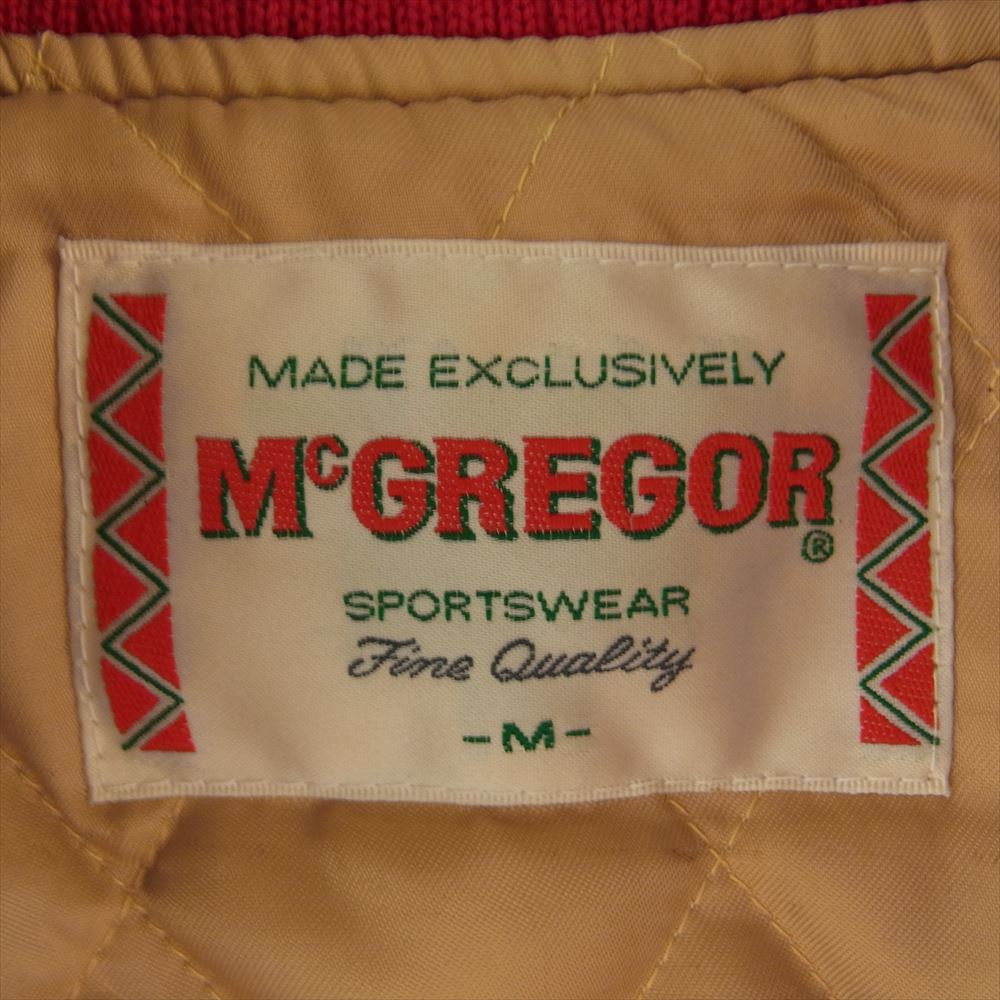 MADE EXCLUSIVELY
McGREGOR®
SPORTSWEAR
Fine Quality
-M-